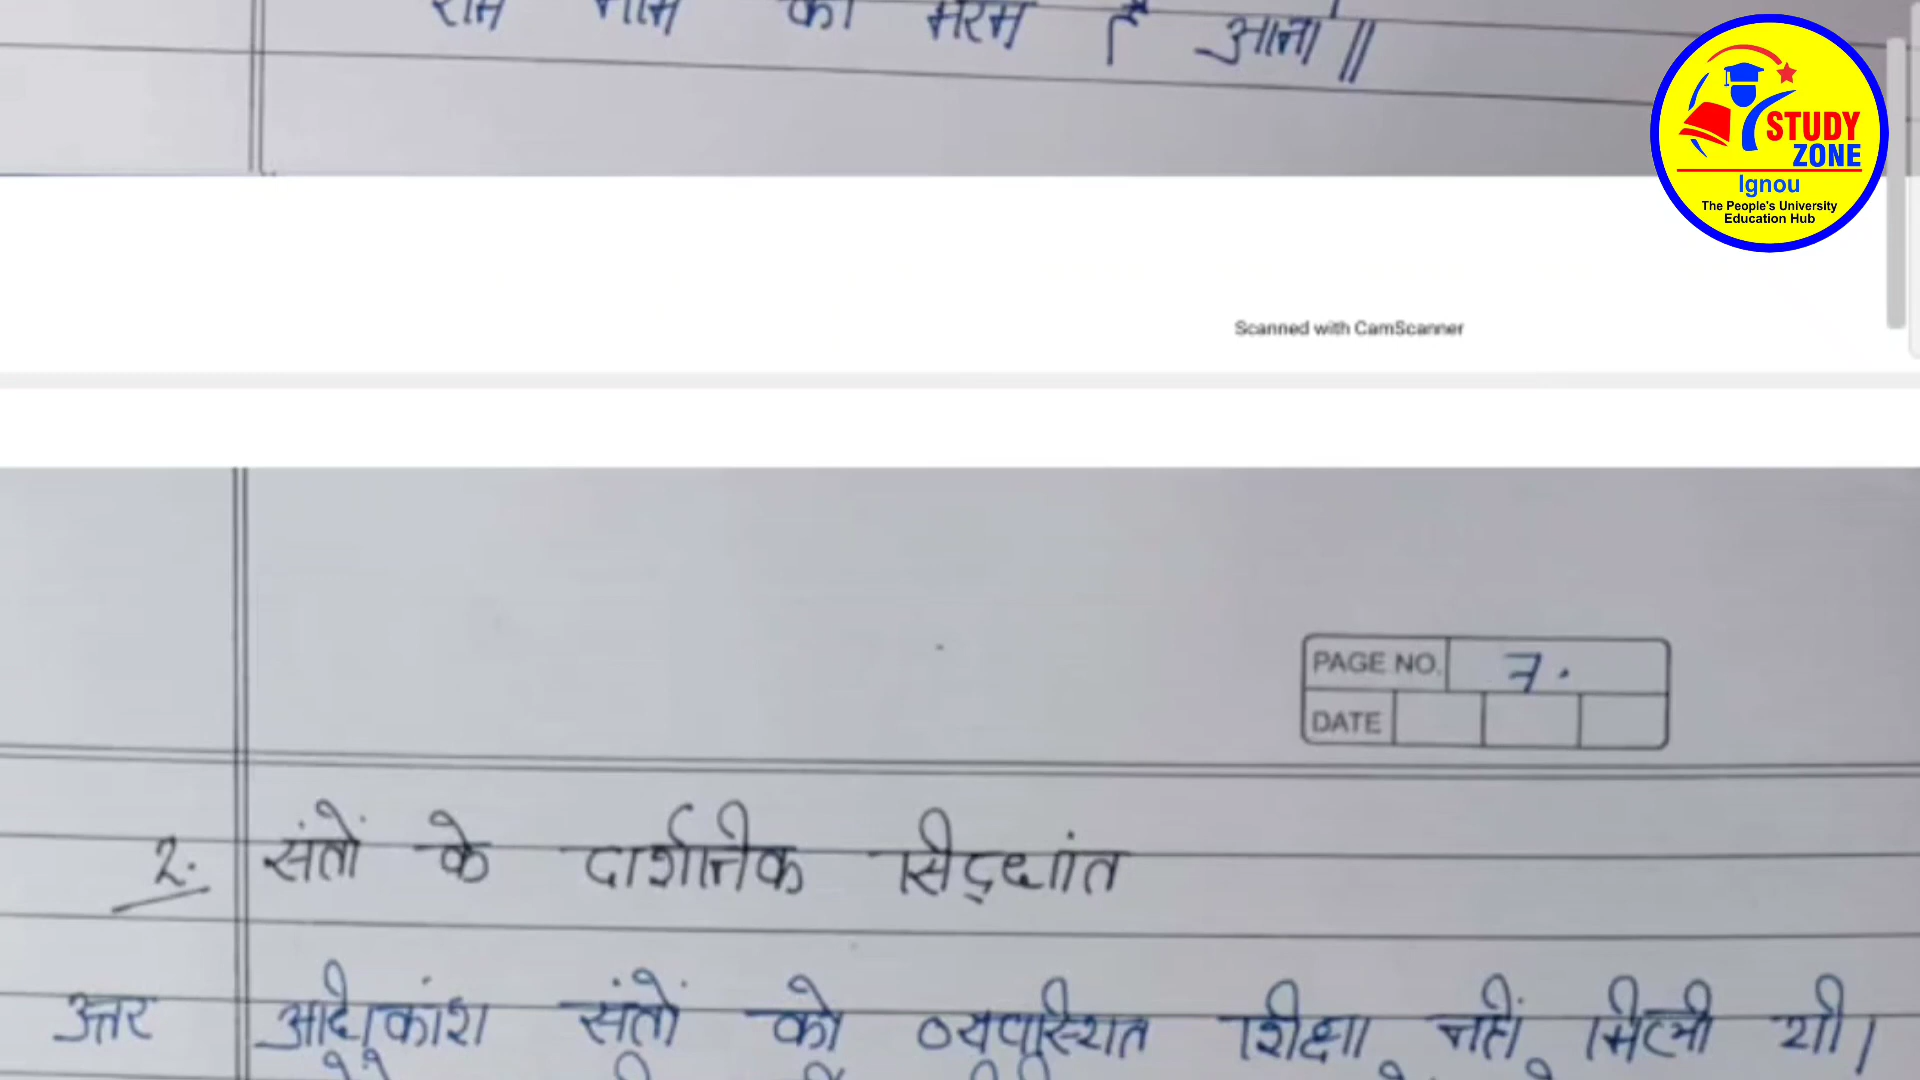 राम नाम का मरम है आना॥
STUDY
ZONE
Ignou
The People's University
Education Hub
Scanned with CamScanner
PAGE NO. 7.
DATE
2. संतों के दार्शनिक सिद्धांत
उत्तर अधिकांश संतों को व्यवस्थित शिक्षा नहीं मिली थी।